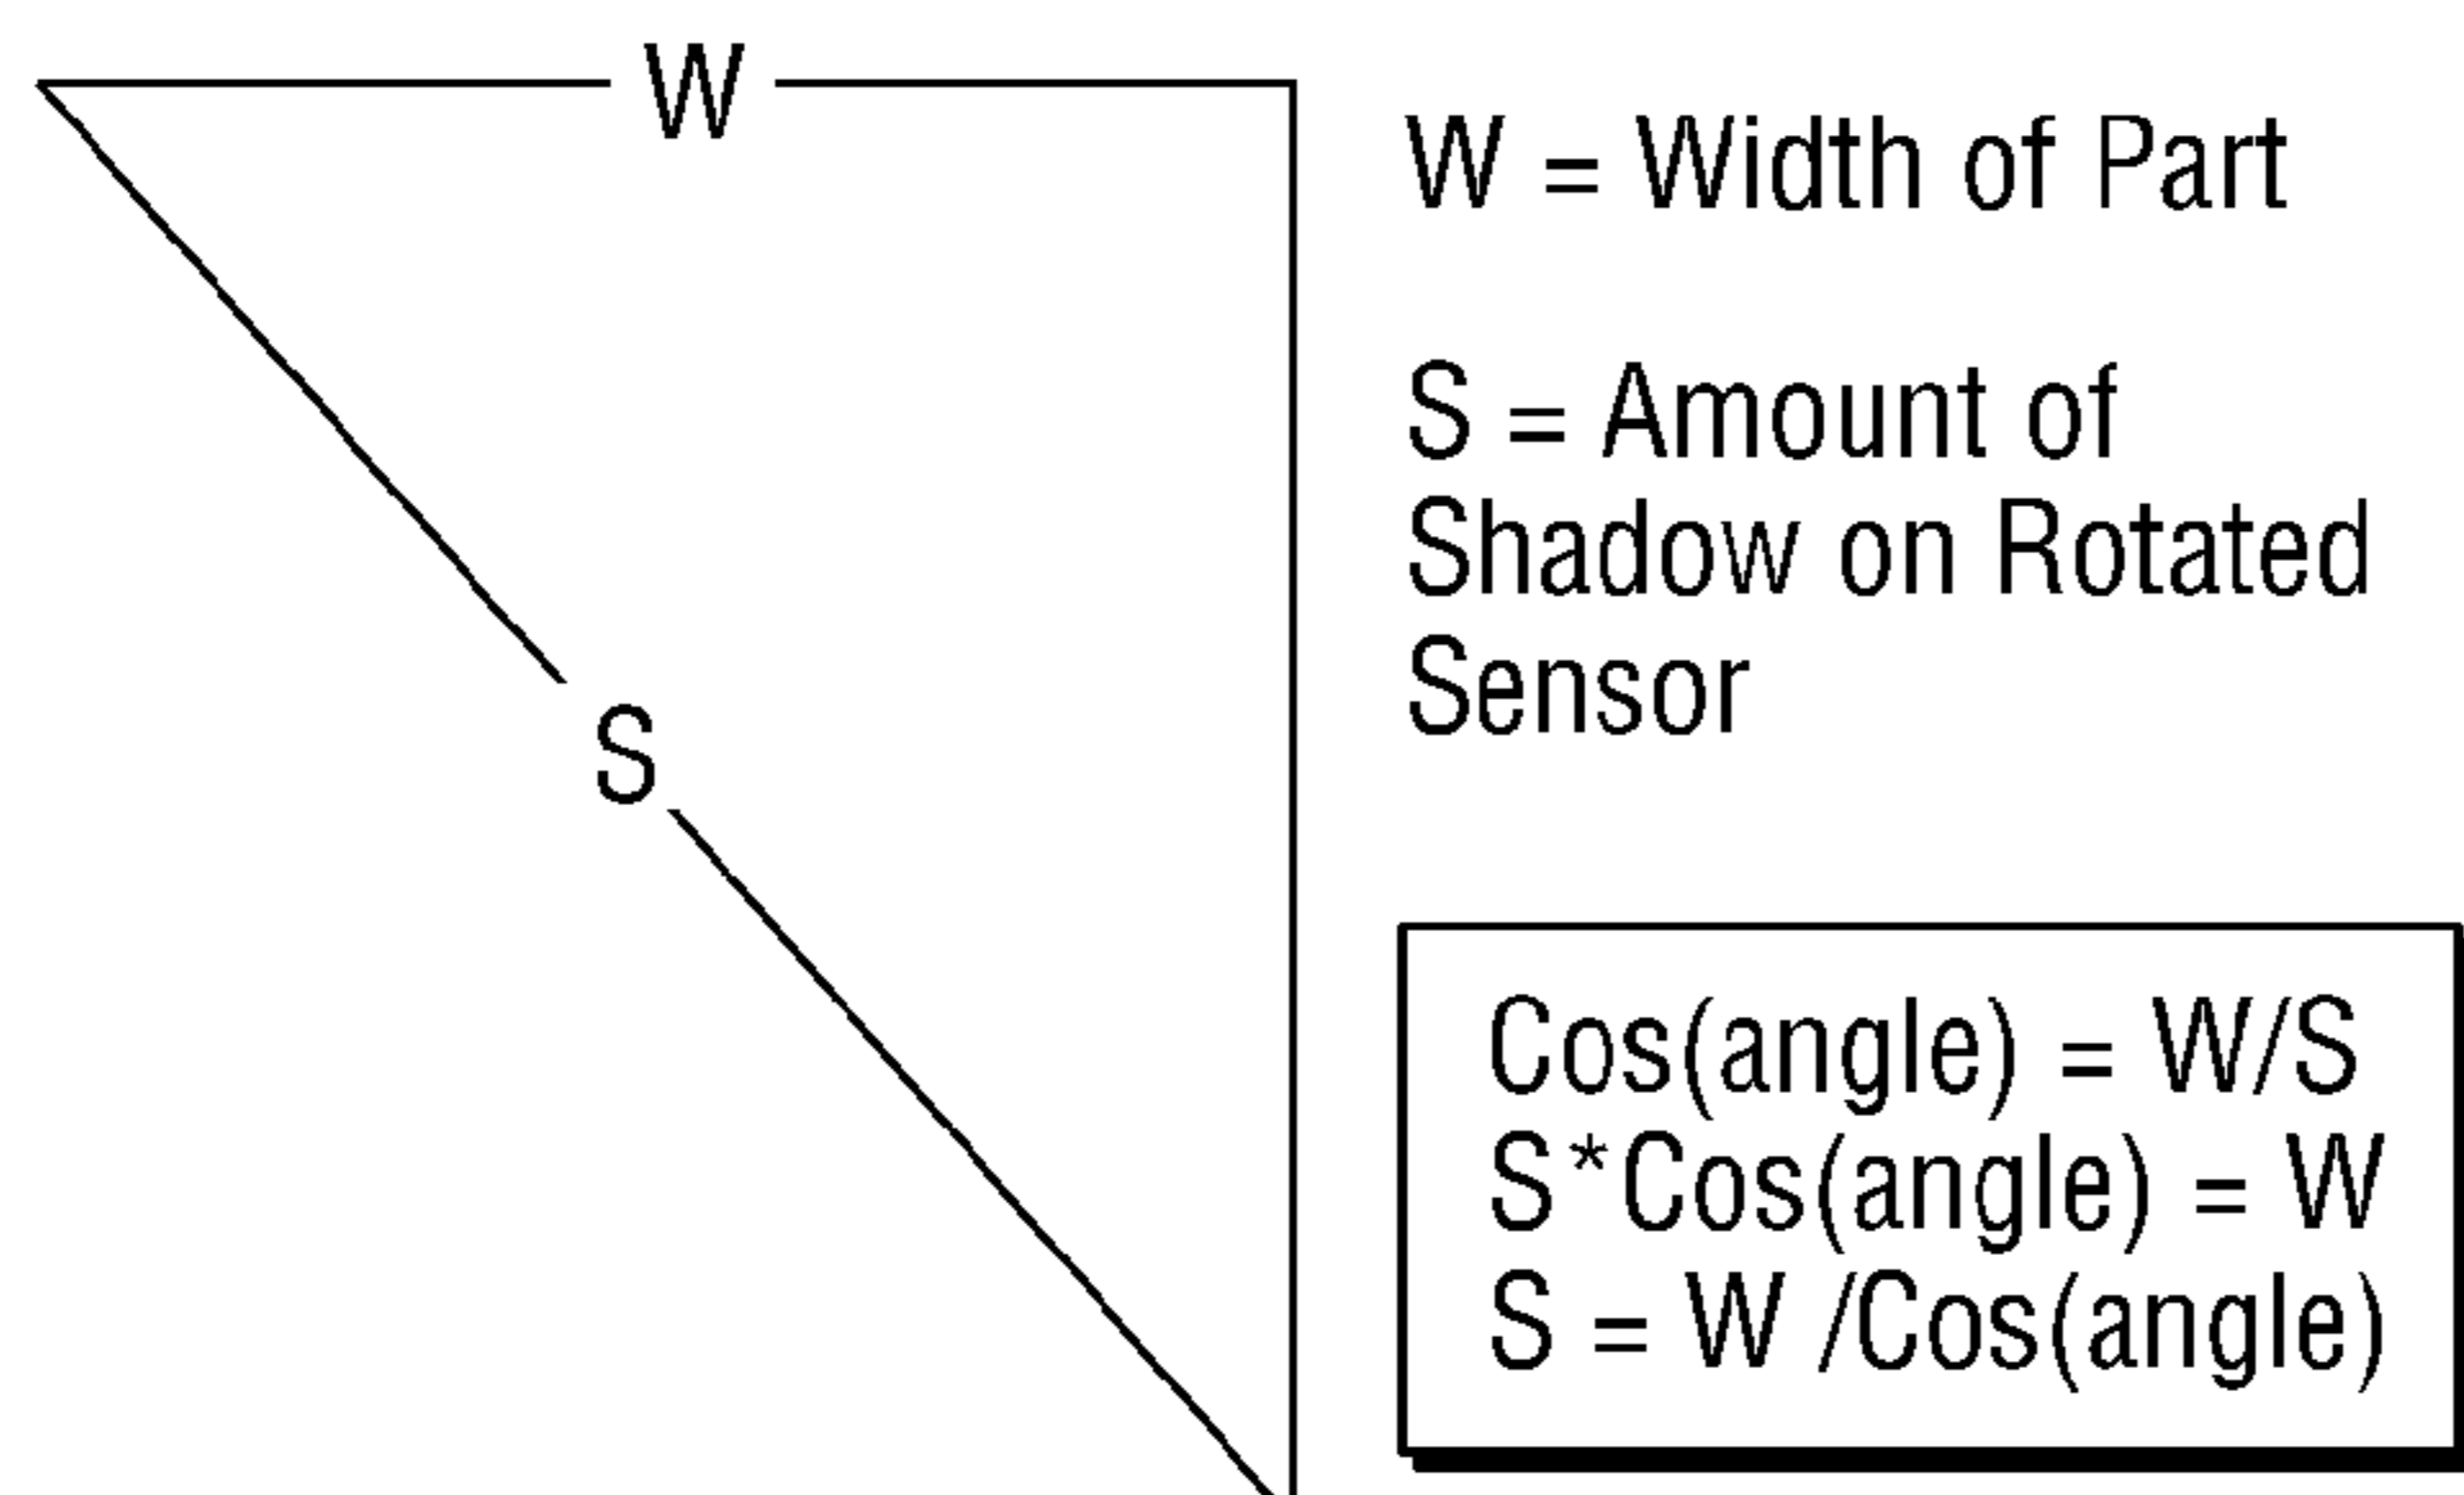 W
W = Width of Part
S = Amount of
Shadow on Rotated
Sensor
S
Cos(angle) = W/S
S*Cos(angle) = W
S = W /Cos(angle)